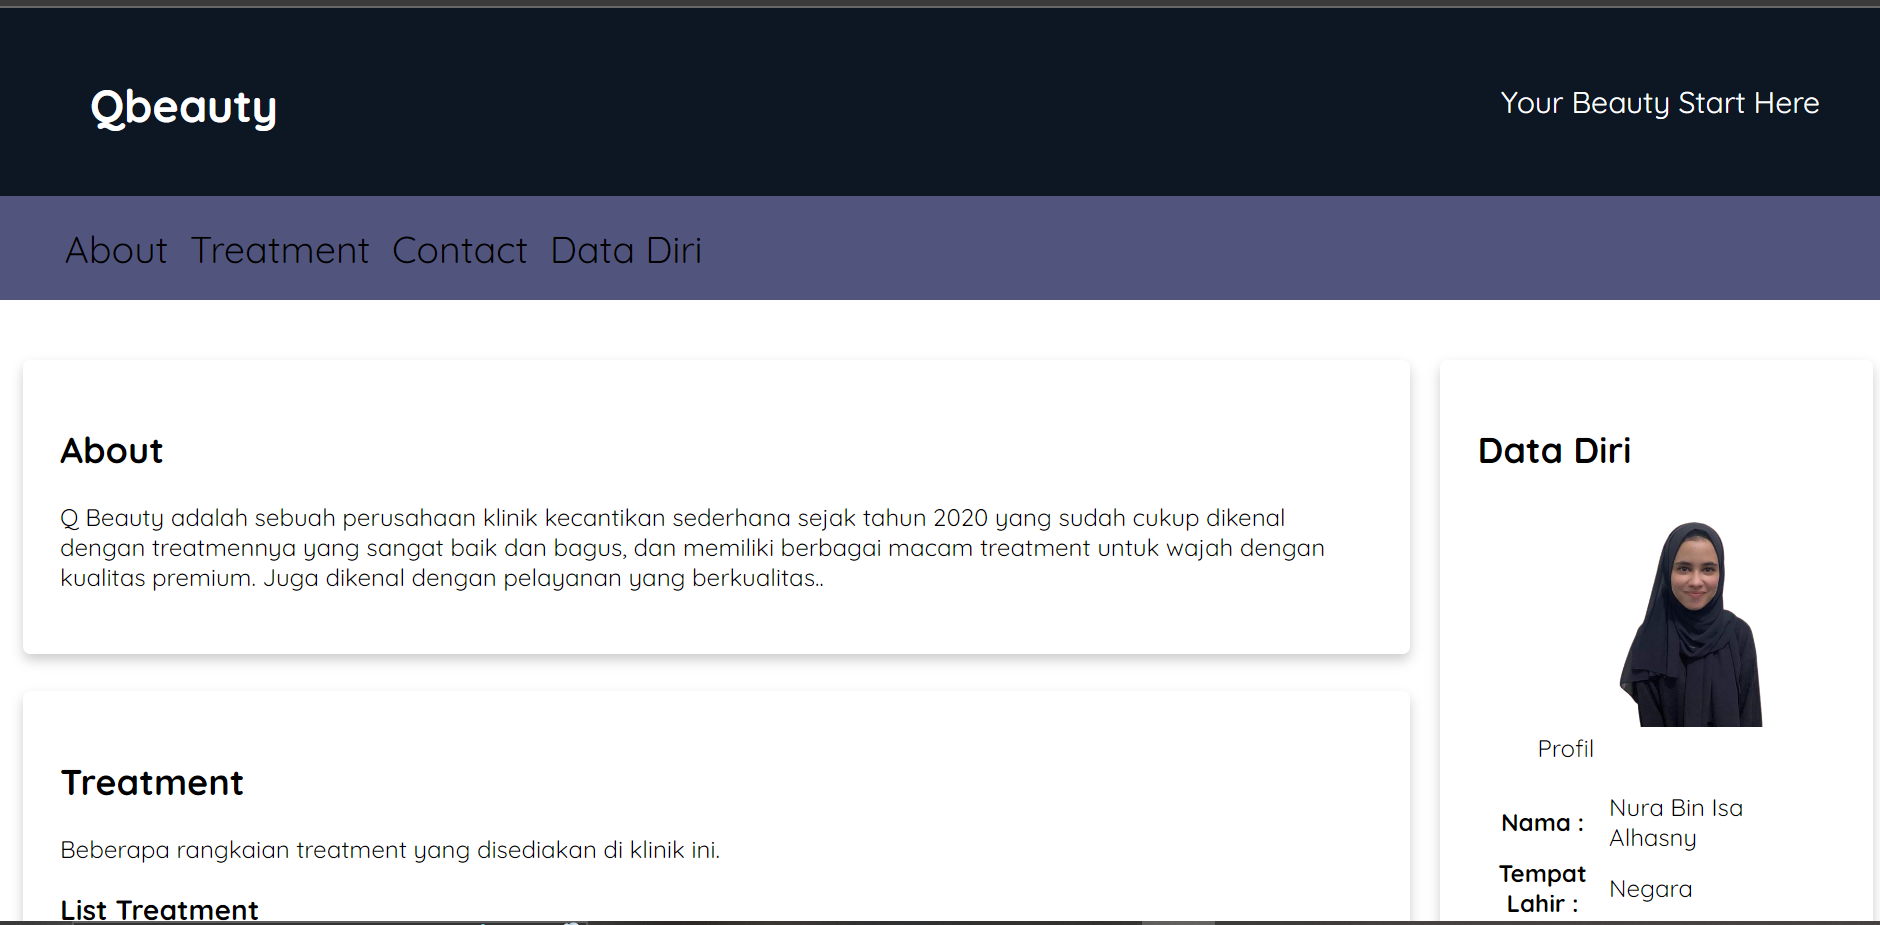 Qbeauty
Your Beauty Start Here
About Treatment Contact Data Diri
About
Q Beauty adalah sebuah perusahaan klinik kecantikan sederhana sejak tahun 2020 yang sudah cukup dikenal
dengan treatmennya yang sangat baik dan bagus, dan memiliki berbagai macam treatment untuk wajah dengan
kualitas premium. Juga dikenal dengan pelayanan yang berkualitas..
Treatment
Beberapa rangkaian treatment yang disediakan di klinik ini.
List Treatment
Data Diri
Profil
Nama :
Nura Bin Isa
Alhasny
Tempat
Lahir :
Negara